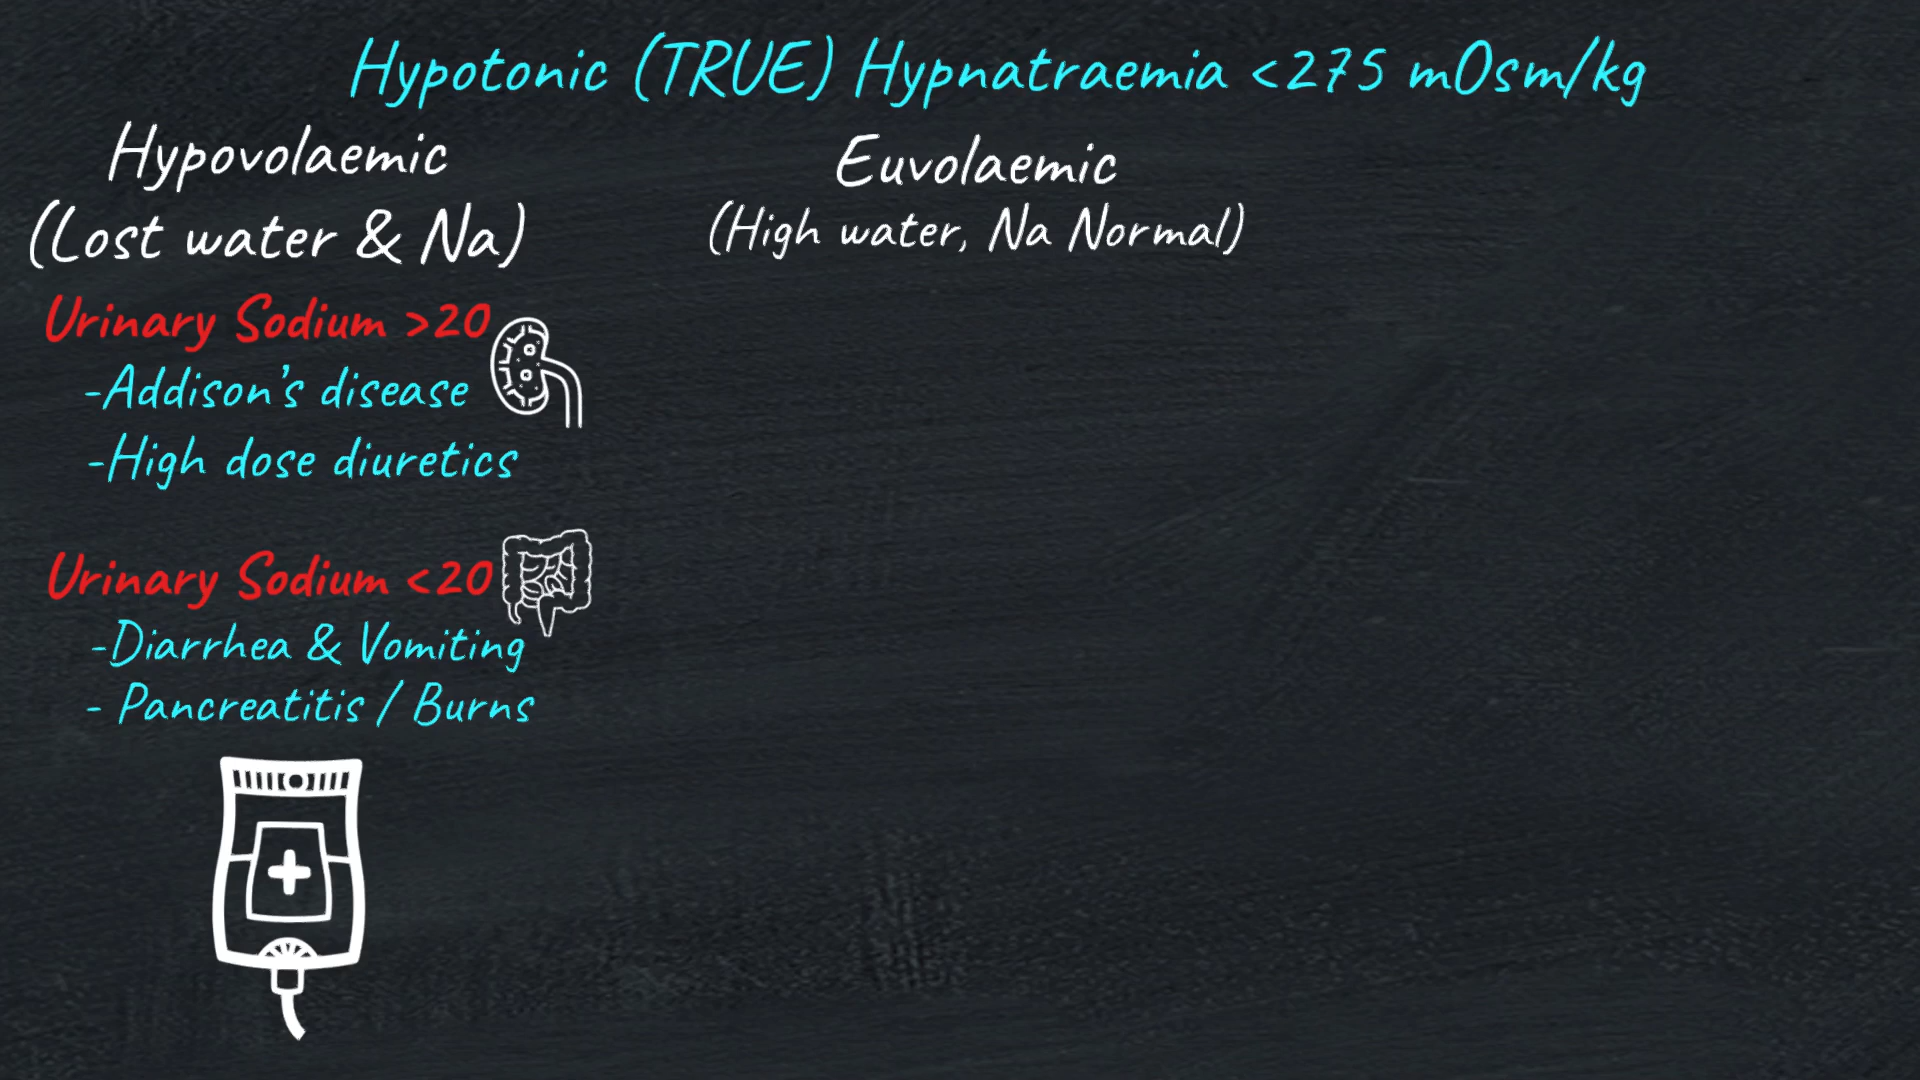 Hypotonic (TRUE) Hypnatraemia <275 mOsm/kg
Hypovolaemic
(Lost water & Na)
Urinary Sodium >20
-Addison's disease
-High dose diuretics
Urinary Sodium <20
-Diarrhea & Vomiting
- Pancreatitis / Burns
Euvolaemic
(High water, Na Normal)